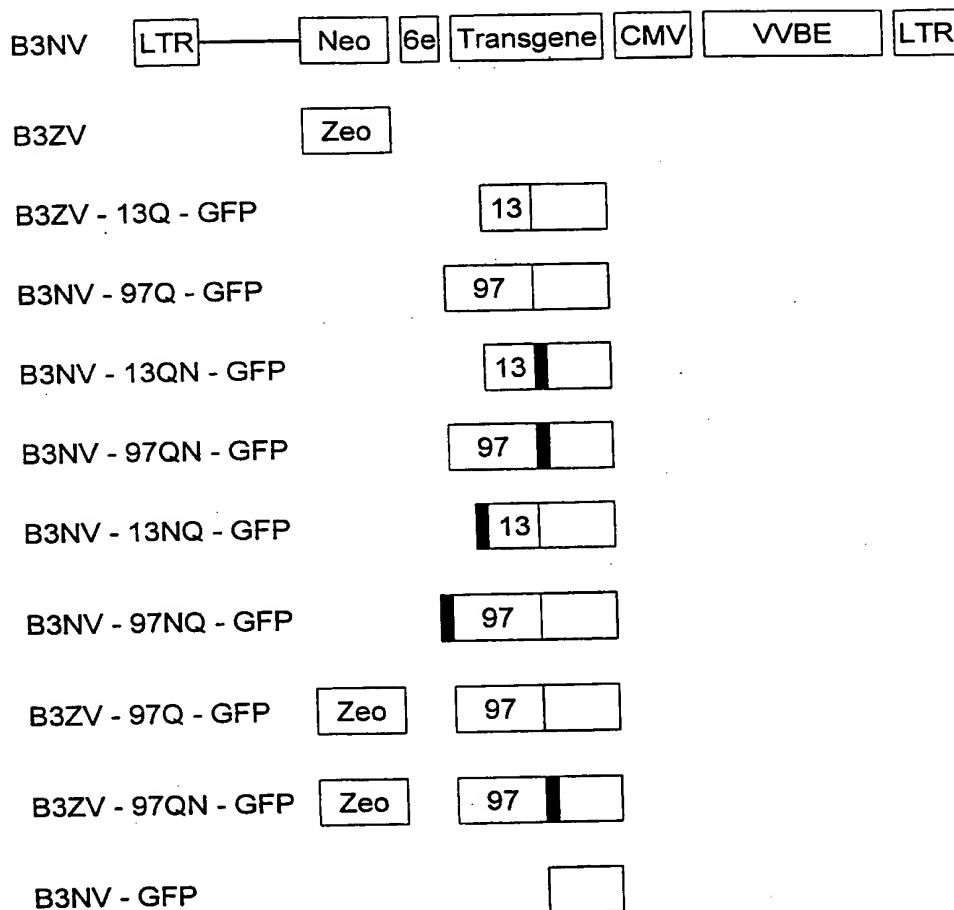 B3NV LTR Neo 6e Transgene CMV VVBE LTR
B3ZV Zeo
B3ZV - 13Q - GFP 13
B3NV - 97Q - GFP 97
B3NV - 13QN - GFP 13
B3NV - 97QN - GFP 97
B3NV - 13NQ - GFP 13
B3NV - 97NQ - GFP 97
B3ZV - 97Q - GFP Zeo 97
B3ZV - 97QN - GFP Zeo 97
B3NV - GFP